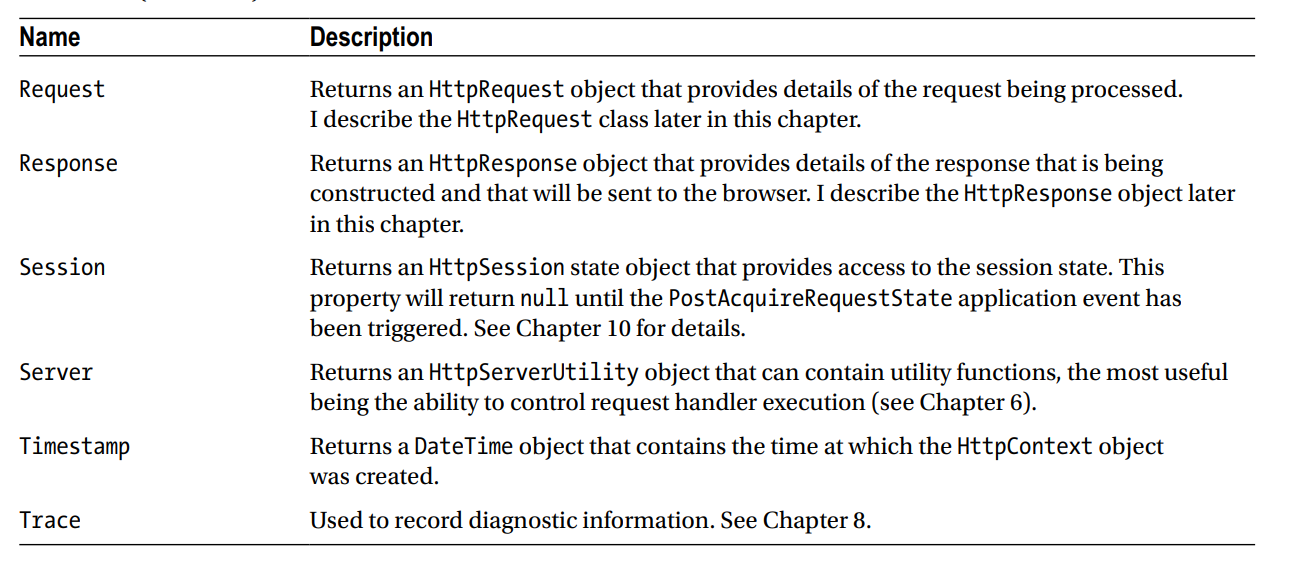 Name Description
Request Returns an HttpRequest object that provides details of the request being processed.
I describe the HttpRequest class later in this chapter.
Response Returns an HttpResponse object that provides details of the response that is being
constructed and that will be sent to the browser. I describe the HttpResponse object later
in this chapter.
Session Returns an HttpSession state object that provides access to the session state. This
property will return null until the PostAcquireRequestState application event has
been triggered. See Chapter 10 for details.
Server Returns an HttpServerUtility object that can contain utility functions, the most useful
being the ability to control request handler execution (see Chapter 6).
Timestamp Returns a DateTime object that contains the time at which the HttpContext object
was created.
Trace Used to record diagnostic information. See Chapter 8.